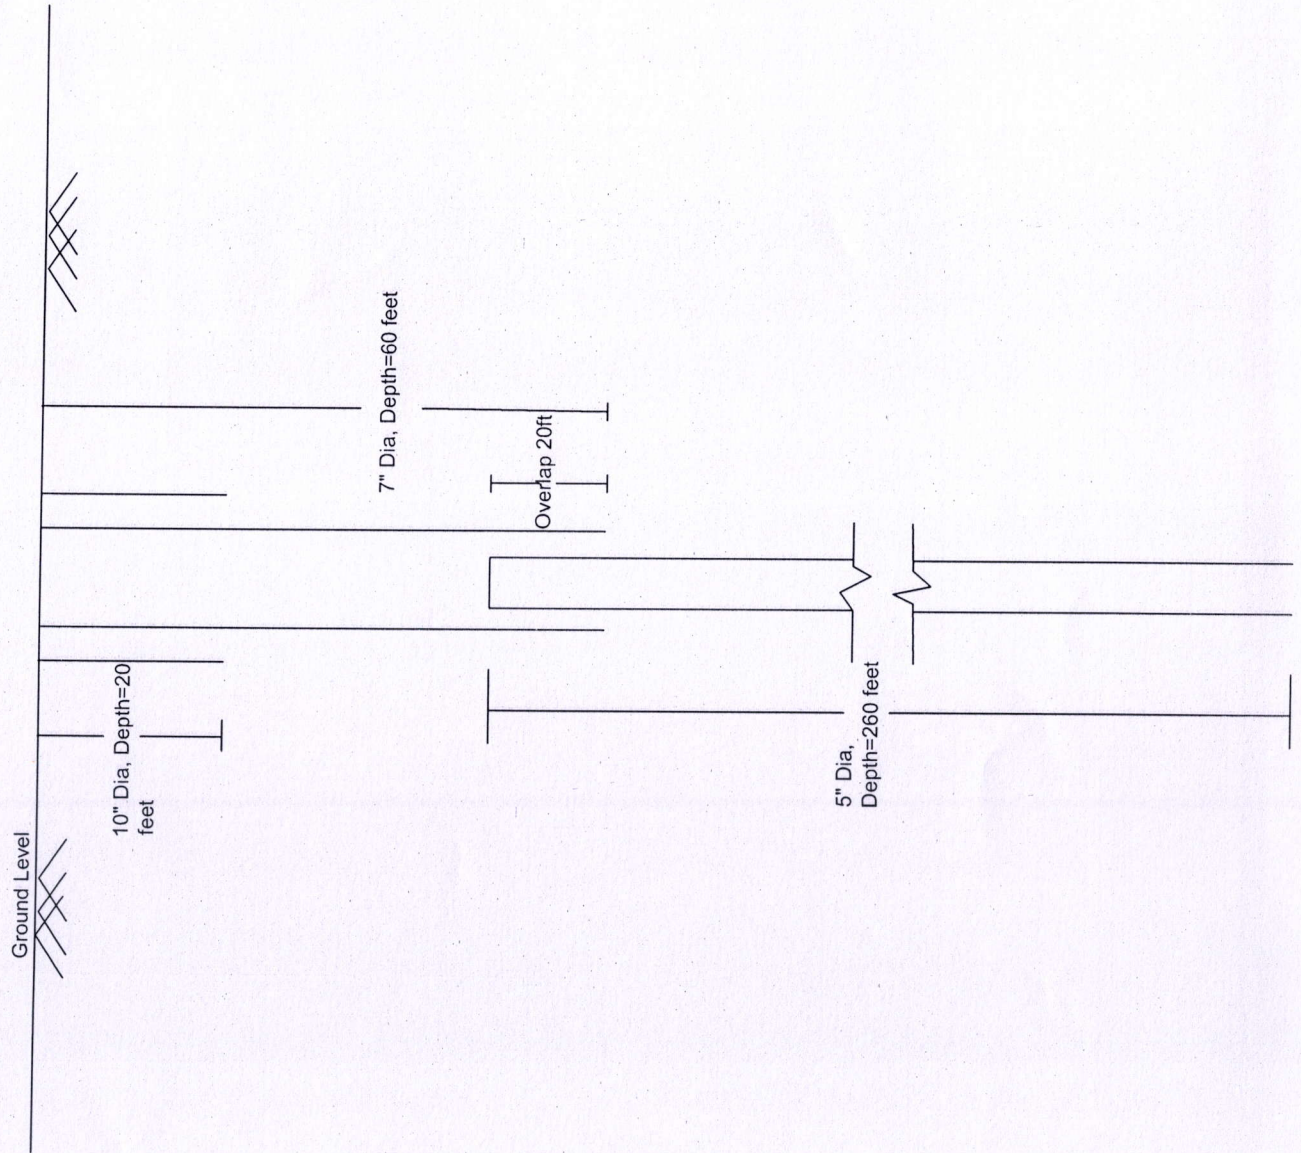 Ground Level
10" Dia, Depth=20
feet
7" Dia, Depth=60 feet
Overlap 20ft
5" Dia,
Depth=260 feet